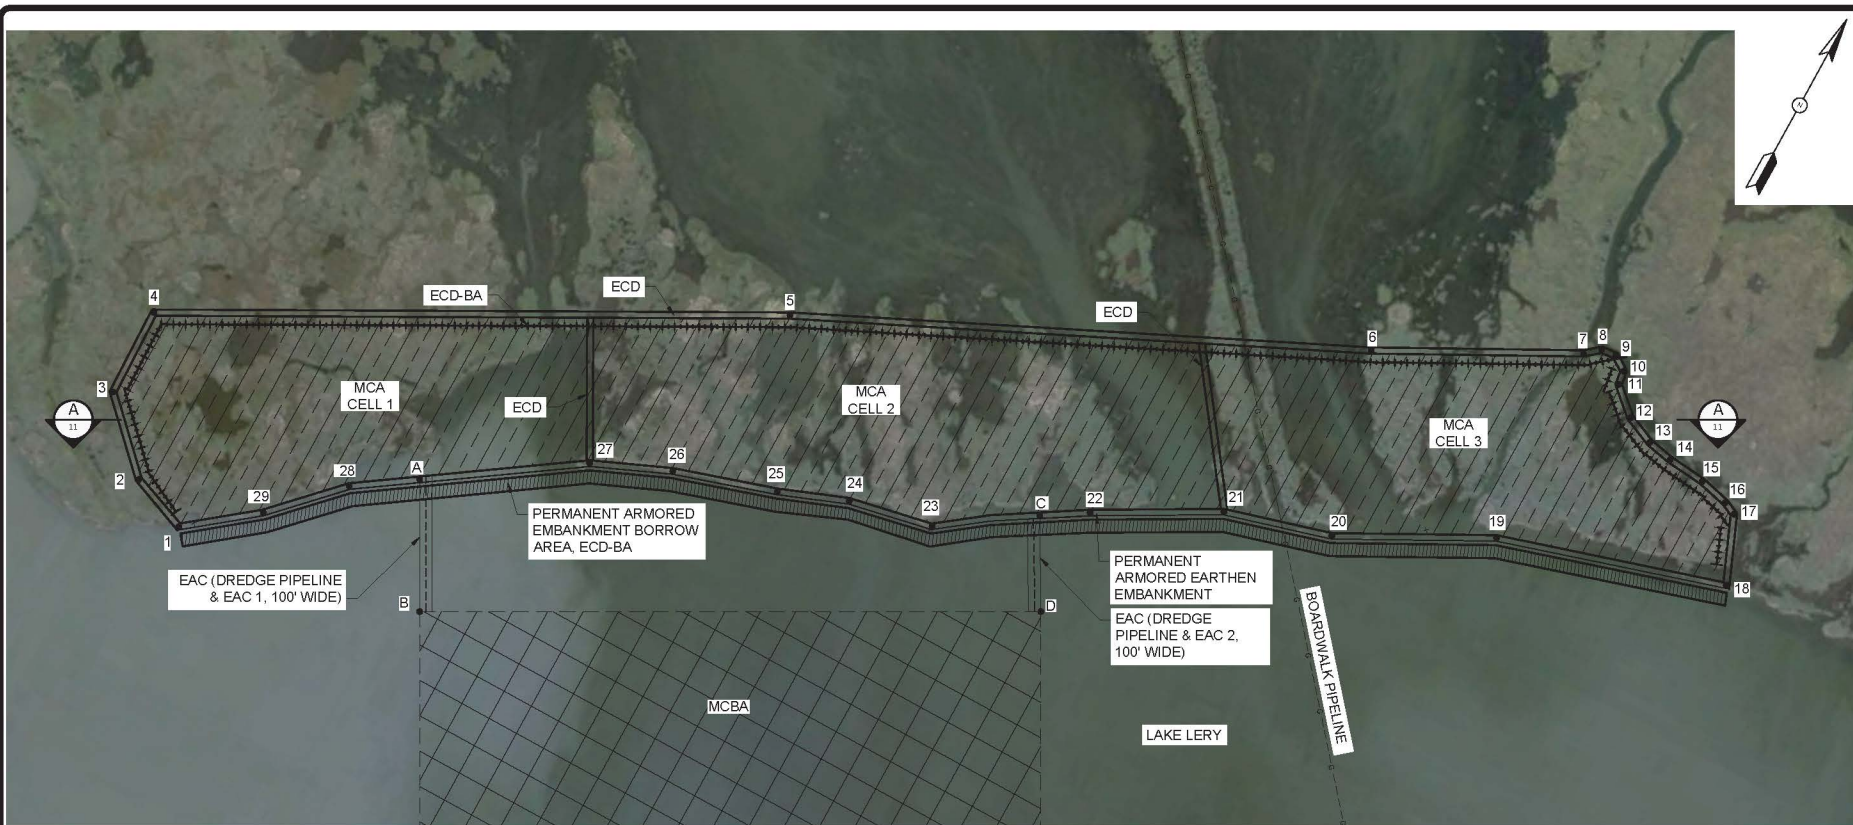 N
4
ECD-BA
ECD
5
ECD
6
7
8
9
10
11
12
13
14
15
16
17
18
3
A
11
MCA
CELL 1
ECD
MCA
CELL 2
MCA
CELL 3
A
11
2
1
29
28
A
27
26
25
24
23
C
22
21
20
19
PERMANENT ARMORED
EMBANKMENT BORROW
AREA, ECD-BA
EAC (DREDGE PIPELINE
& EAC 1, 100' WIDE)
PERMANENT
ARMORED EARTHEN
EMBANKMENT
B
D
EAC (DREDGE
PIPELINE & EAC 2,
100' WIDE)
BOARDWALK PIPELINE
MCBA
LAKE LERY